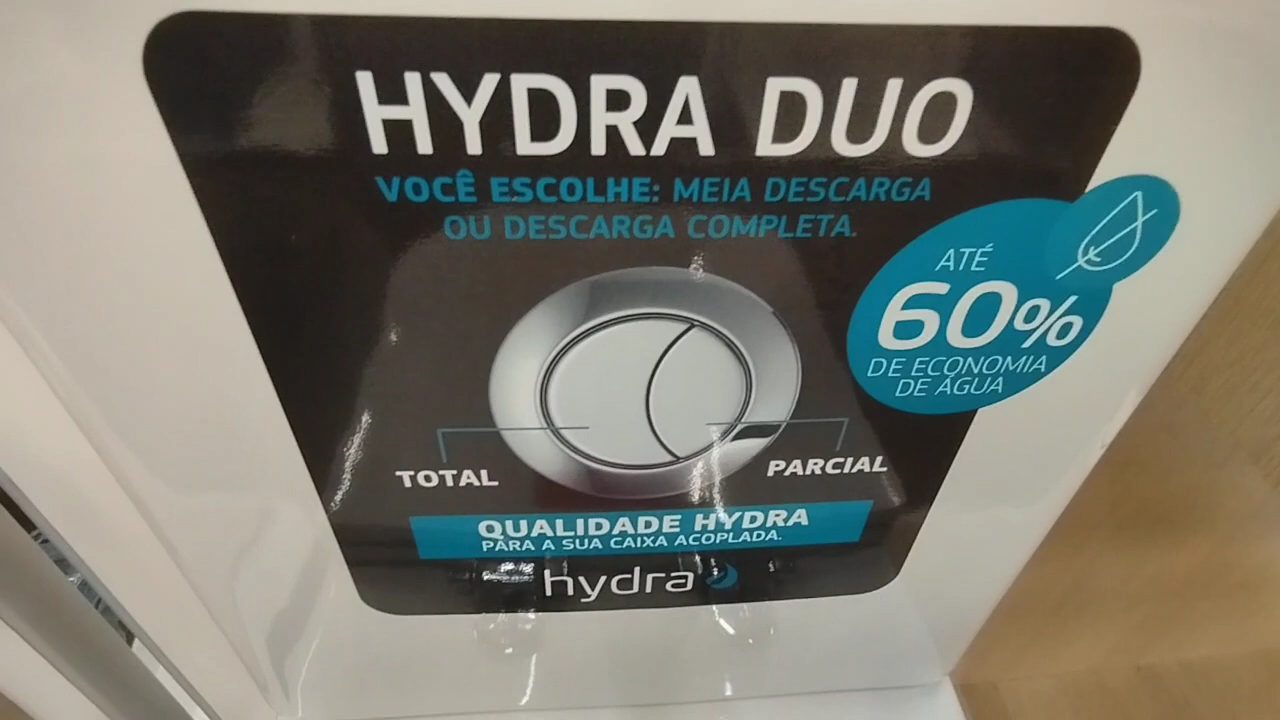 HYDRA DUO
VOCÊ ESCOLHE: MEIA DESCARGA
OU DESCARGA COMPLETA.
ATÉ
60%
DE ECONOMIA
DE ÁGUA
TOTAL
PARCIAL
QUALIDADE HYDRA
PARA A SUA CAIXA ACOPLADA.
hydra